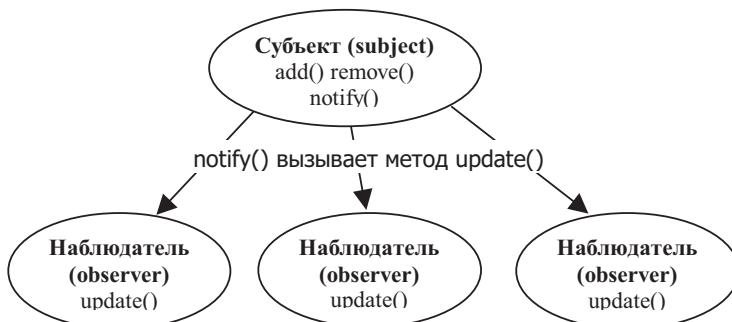 Субъект (subject)
add() remove()
notify()
notify() вызывает метод update()
Наблюдатель
(observer)
update()
Наблюдатель
(observer)
update()
Наблюдатель
(observer)
update()